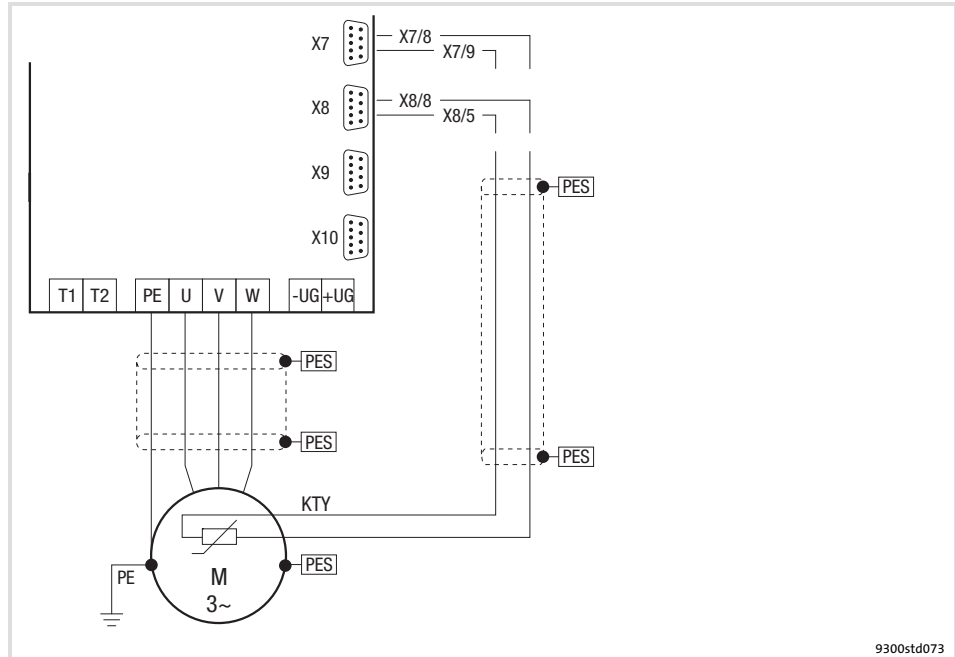 X7
X7/8
X7/9
X8
X8/8
X8/5
X9
PES
X10
T1 T2 PE U V W -UG +UG
PES
PES
PES
KTY
PES
PE
M
3~
9300std073